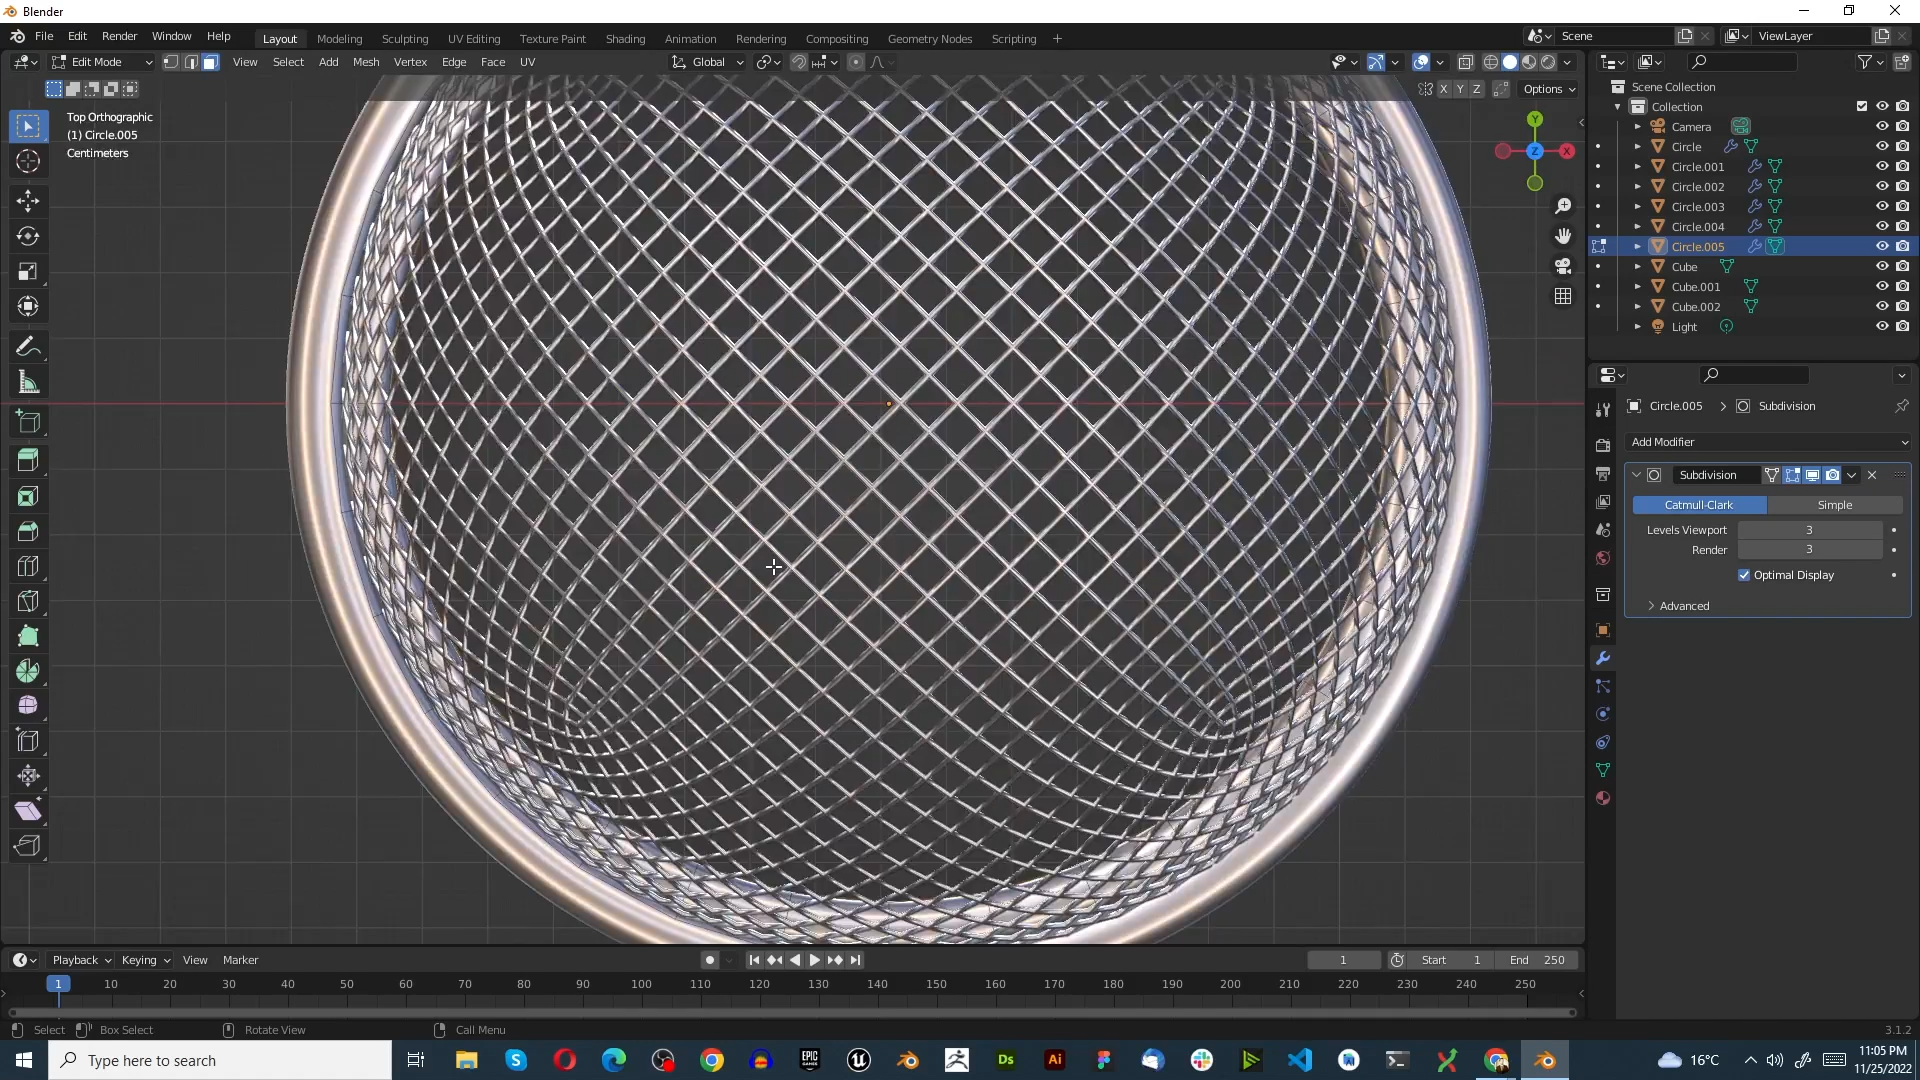 Blender
File Edit Render Window Help
Layout Modeling Sculpting UV Editing Texture Paint Shading Animation Rendering Compositing Geometry Nodes Scripting +
Scene
ViewLayer
Edit Mode View Select Add Mesh Vertex Edge Face UV
Global
X Y Z Options
Top Orthographic
(1) Circle.005
Centimeters
Y
Z
X
Scene Collection
Collection
Camera
Circle
Circle.001
Circle.002
Circle.003
Circle.004
Circle.005
Cube
Cube.001
Cube.002
Light
Circle.005 > Subdivision
Add Modifier
Subdivision
Catmull-Clark Simple
Levels Viewport 3
Render 3
Optimal Display
Advanced
Playback Keying View Marker
1 Start 1 End 250
1 10 20 30 40 50 60 70 80 90 100 110 120 130 140 150 160 170 180 190 200 210 220 230 240 250
Select Box Select Rotate View Call Menu
3.1.2
Type here to search
EPIC GAMES
Ds
Ai
16°C
11:05 PM
11/25/2022